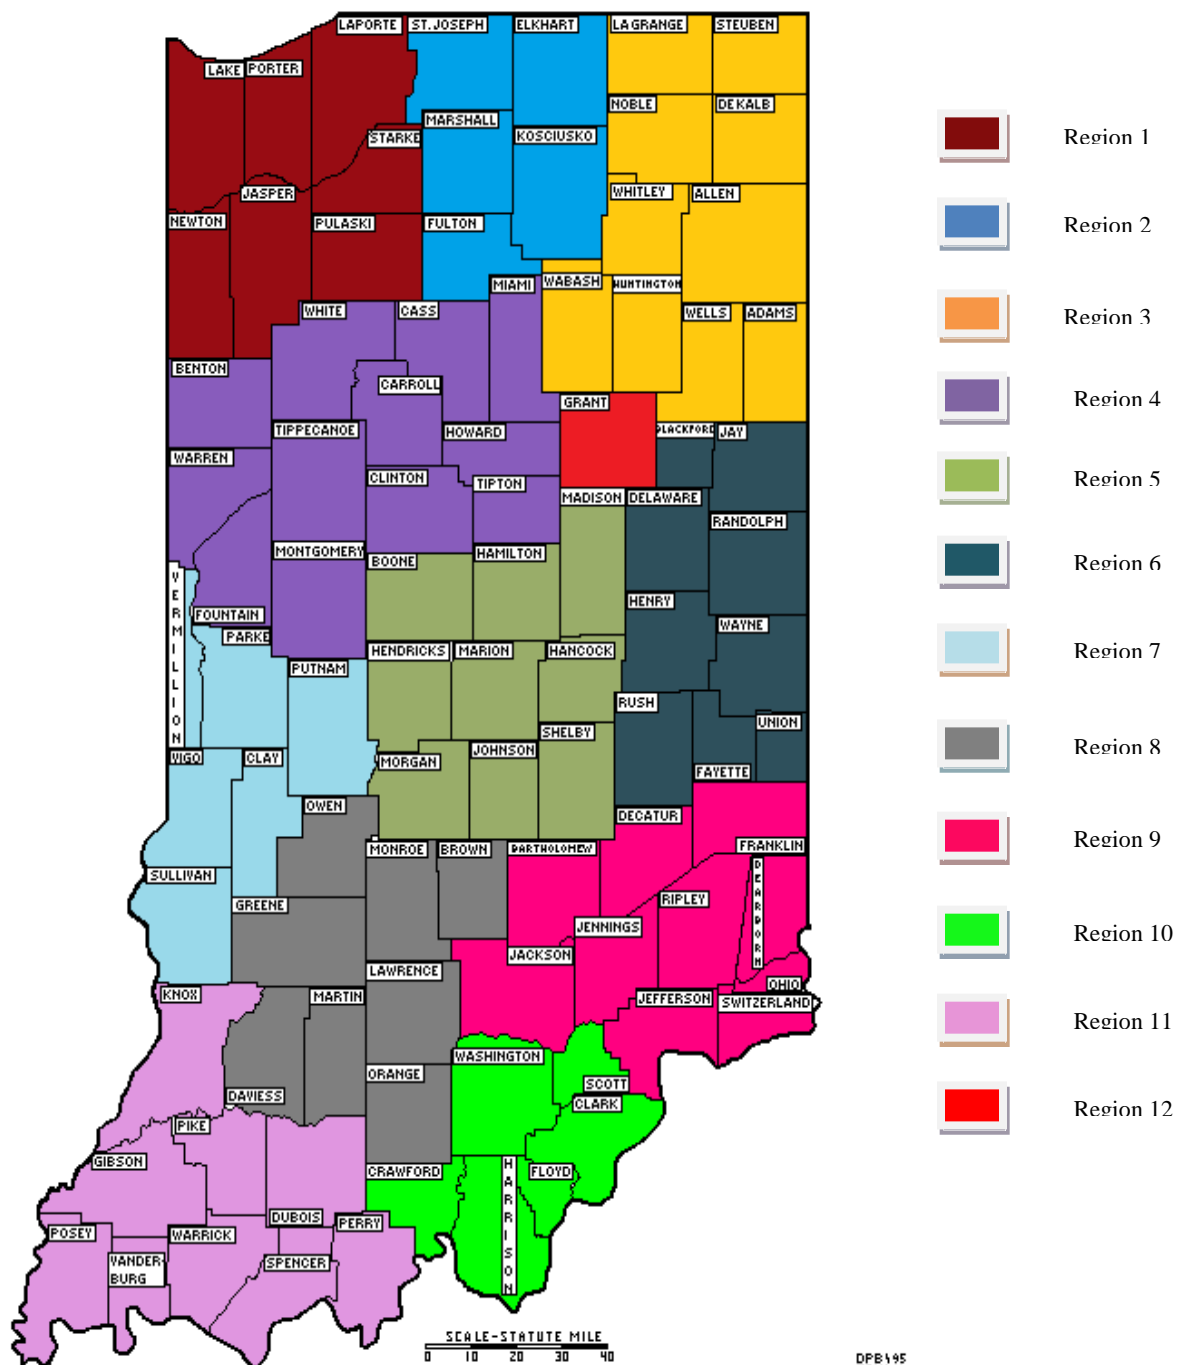 LAPORTE
ST. JOSEPH
ELKHART
LAGRANGE
STEUBEN
LAKE
PORTER
NOBLE
DEKALB
MARSHALL
STARKE
KOSCIUSKO
JASPER
WHITLEY
ALLEN
NEWTON
PULASKI
FULTON
MIAMI
WABASH
HUNTINGTON
WHITE
CASS
WELLS
ADAMS
BENTON
CARROLL
GRANT
TIPPECANOE
HOWARD
BLACKFORD
JAY
WARREN
CLINTON
TIPTON
MADISON
DELAWARE
RANDOLPH
MONTGOMERY
BOONE
HAMILTON
VERMILLION
FOUNTAIN
HENRY
PARKE
WAYNE
PUTNAM
HENDRICKS
MARION
HANCOCK
RUSH
UNION
SHELBY
VIGO
CLAY
MORGAN
JOHNSON
FAYETTE
OWEN
DECATUR
MONROE
BROWN
BARTHOLOMEW
FRANKLIN
SULLIVAN
DEARBORN
RIPLEY
GREENE
JENNINGS
JACKSON
LAWRENCE
OHIO
KNOX
MARTIN
JEFFERSON
SWITZERLAND
WASHINGTON
ORANGE
SCOTT
DAVIESS
CLARK
PIKE
GIBSON
CRAWFORD
HARRISON
FLOYD
DUBOIS
PERRY
POSEY
WARRICK
VANDER-
BURG
SPENCER
SCALE-STATUTE MILE
0 10 20 30 40
DPB495
Region 1
Region 2
Region 3
Region 4
Region 5
Region 6
Region 7
Region 8
Region 9
Region 10
Region 11
Region 12